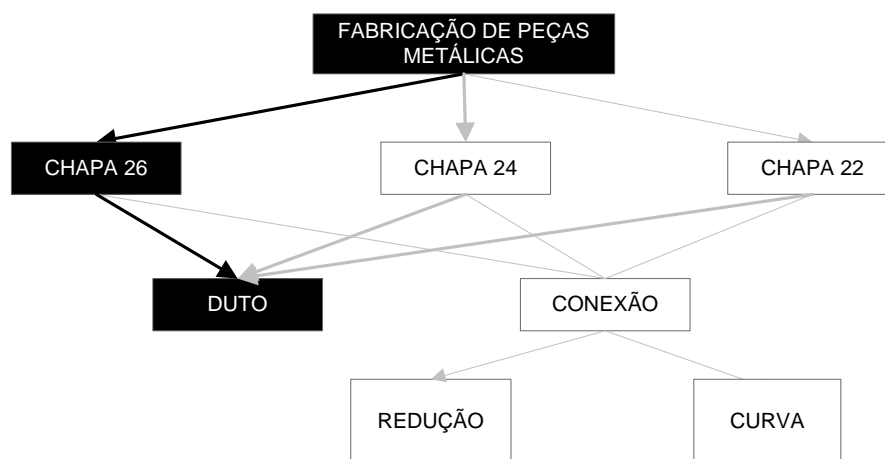 FABRICAÇÃO DE PEÇAS
METÁLICAS
CHAPA 26
CHAPA 24
CHAPA 22
DUTO
CONEXÃO
REDUÇÃO
CURVA